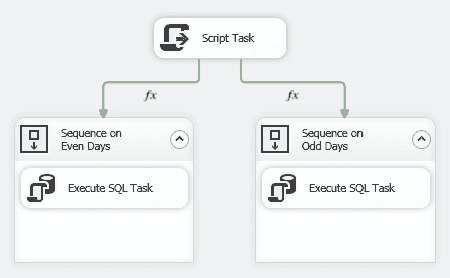 Script Task
fx
fx
Sequence on
Even Days
Sequence on
Odd Days
Execute SQL Task
Execute SQL Task